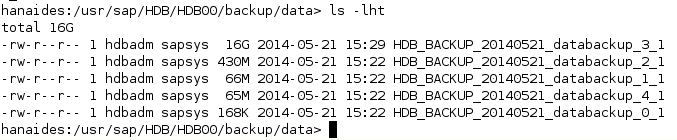 hanaides:/usr/sap/HDB/HDB00/backup/data> ls -lht
total 16G
-rw-r--r-- 1 hdbadm sapsys  16G 2014-05-21 15:29 HDB_BACKUP_20140521_databackup_3_1
-rw-r--r-- 1 hdbadm sapsys 430M 2014-05-21 15:22 HDB_BACKUP_20140521_databackup_2_1
-rw-r--r-- 1 hdbadm sapsys  66M 2014-05-21 15:22 HDB_BACKUP_20140521_databackup_1_1
-rw-r--r-- 1 hdbadm sapsys  65M 2014-05-21 15:22 HDB_BACKUP_20140521_databackup_4_1
-rw-r--r-- 1 hdbadm sapsys 168K 2014-05-21 15:22 HDB_BACKUP_20140521_databackup_0_1
hanaides:/usr/sap/HDB/HDB00/backup/data>